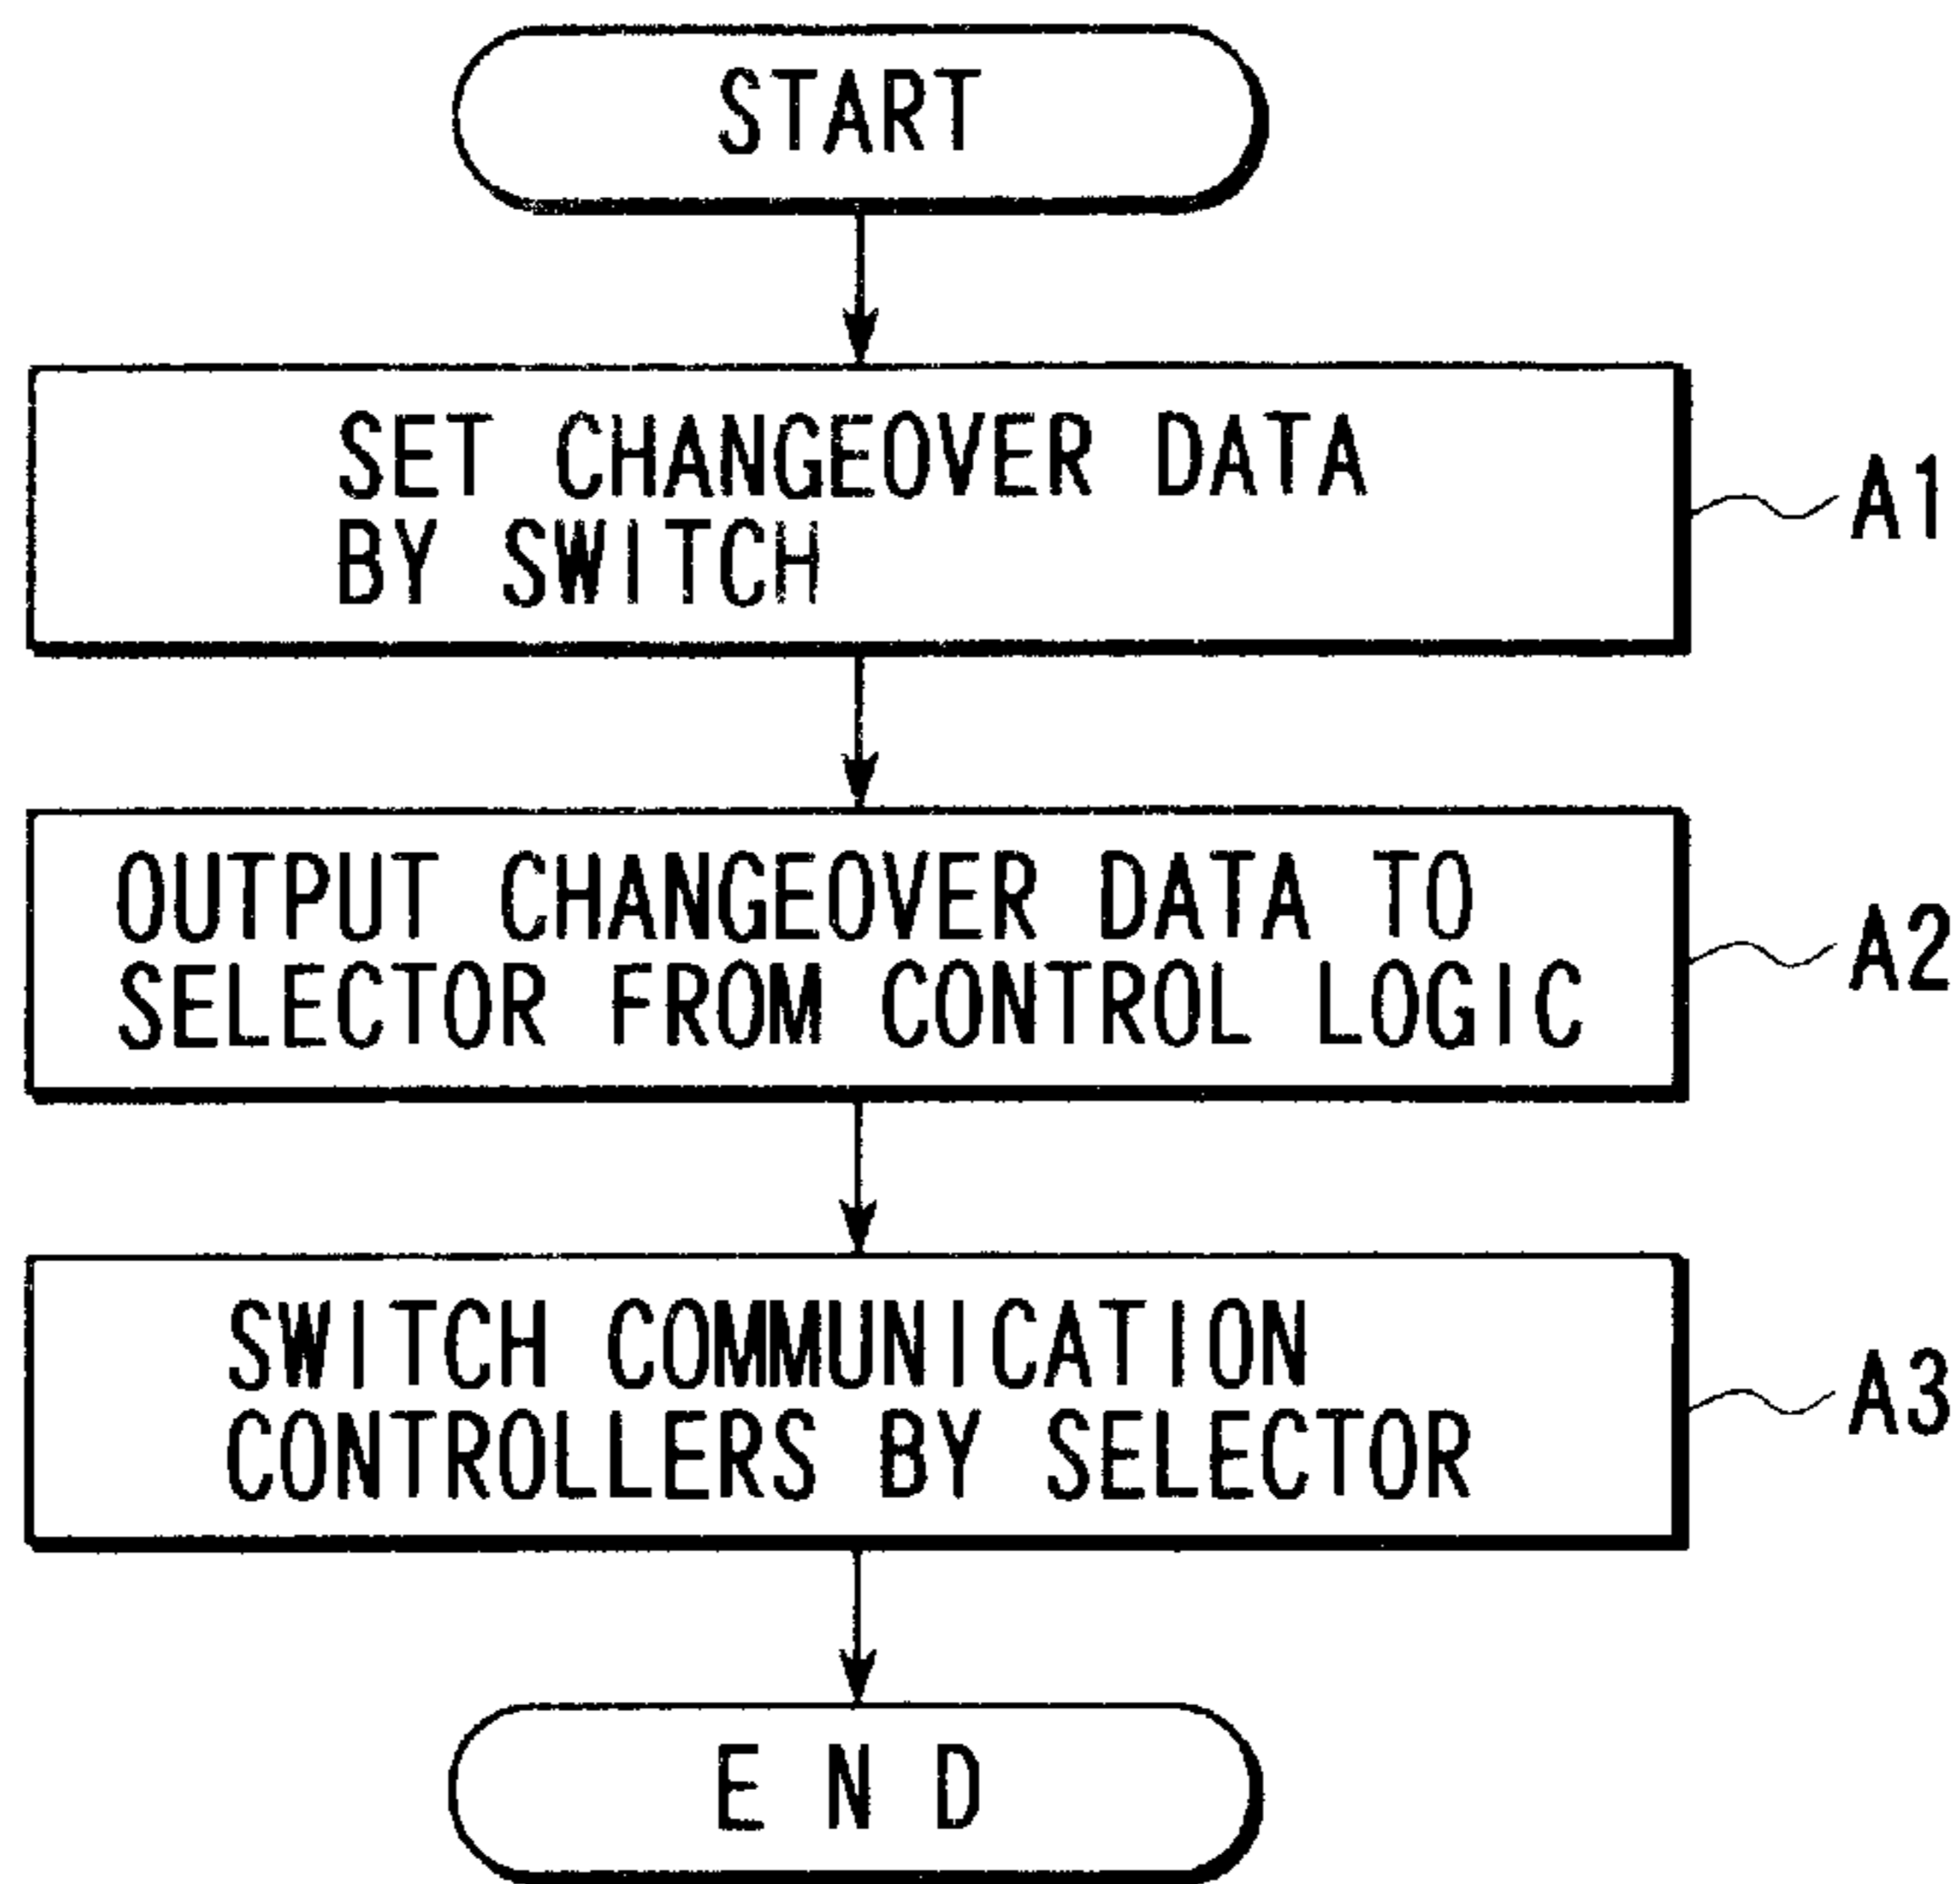 START
SET CHANGEOVER DATA
BY SWITCH
A1
OUTPUT CHANGEOVER DATA TO
SELECTOR FROM CONTROL LOGIC
A2
SWITCH COMMUNICATION
CONTROLLERS BY SELECTOR
A3
END